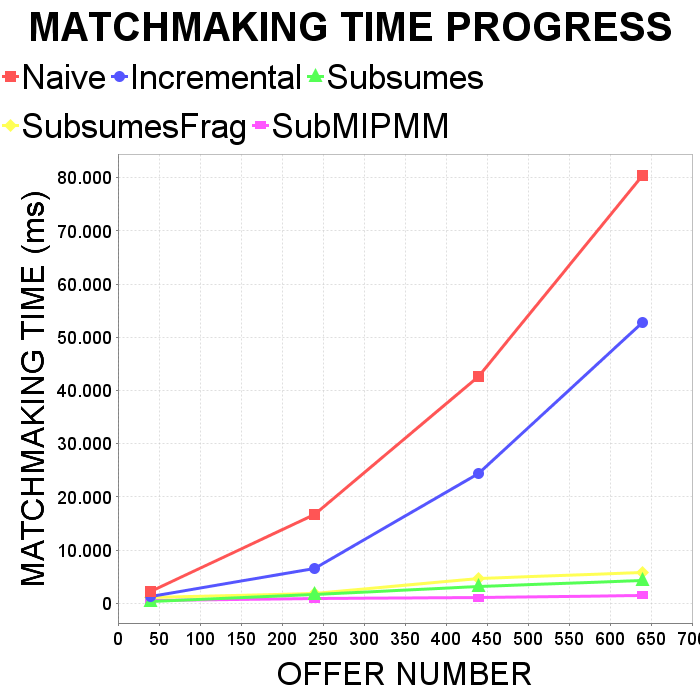 MATCHMAKING TIME PROGRESS
Naive Incremental Subsumes
SubsumesFrag SubMIPMM
MATCHMAKING TIME (ms)
80.000
70.000
60.000
50.000
40.000
30.000
20.000
10.000
0
0 50 100 150 200 250 300 350 400 450 500 550 600 650 700
OFFER NUMBER